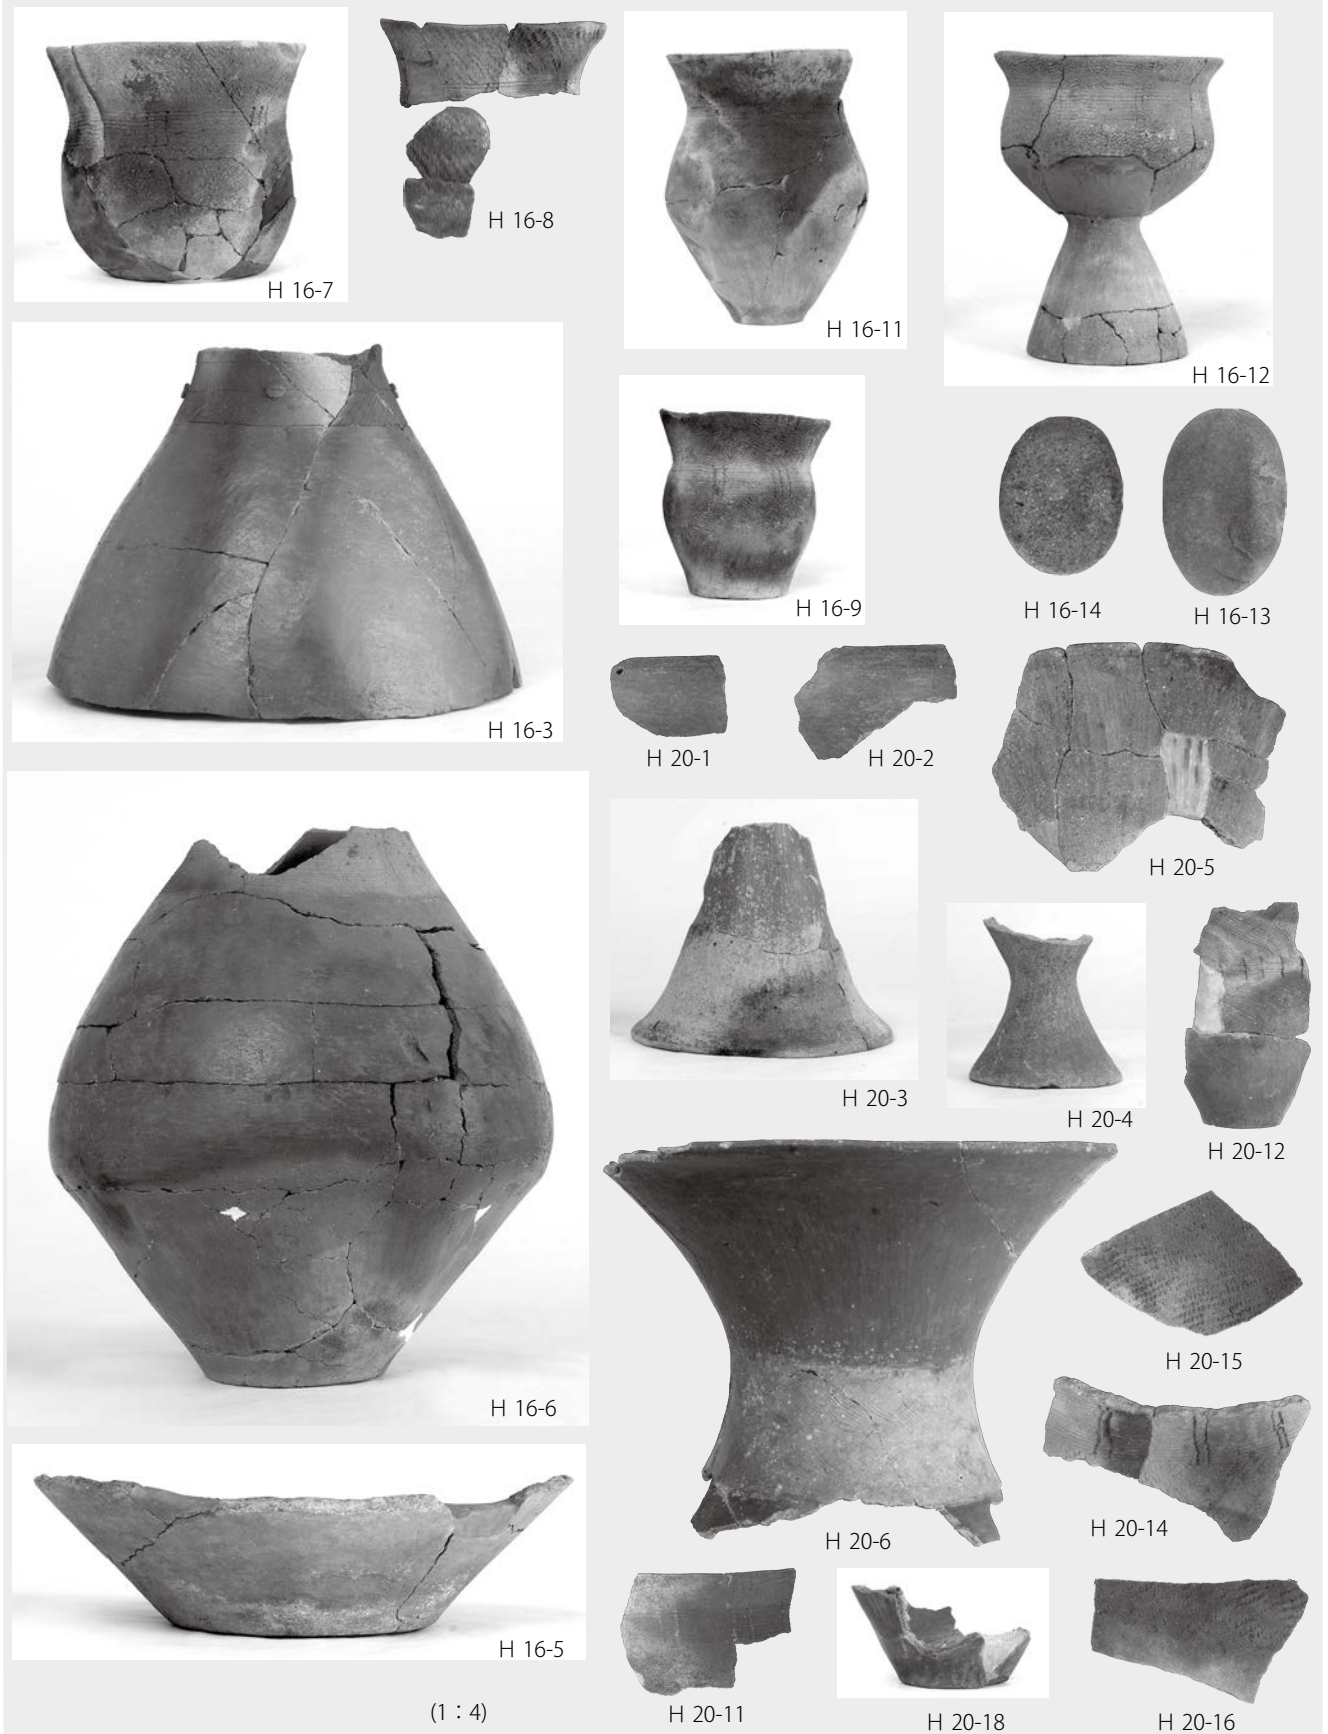 H 16-7
H 16-8
H 16-11
H 16-12
H 16-3
H 16-9
H 16-14
H 16-13
H 20-1
H 20-2
H 20-5
H 16-6
H 20-3
H 20-4
H 20-12
H 20-15
H 20-6
H 20-14
H 16-5
H 20-11
H 20-18
H 20-16
(1：4)